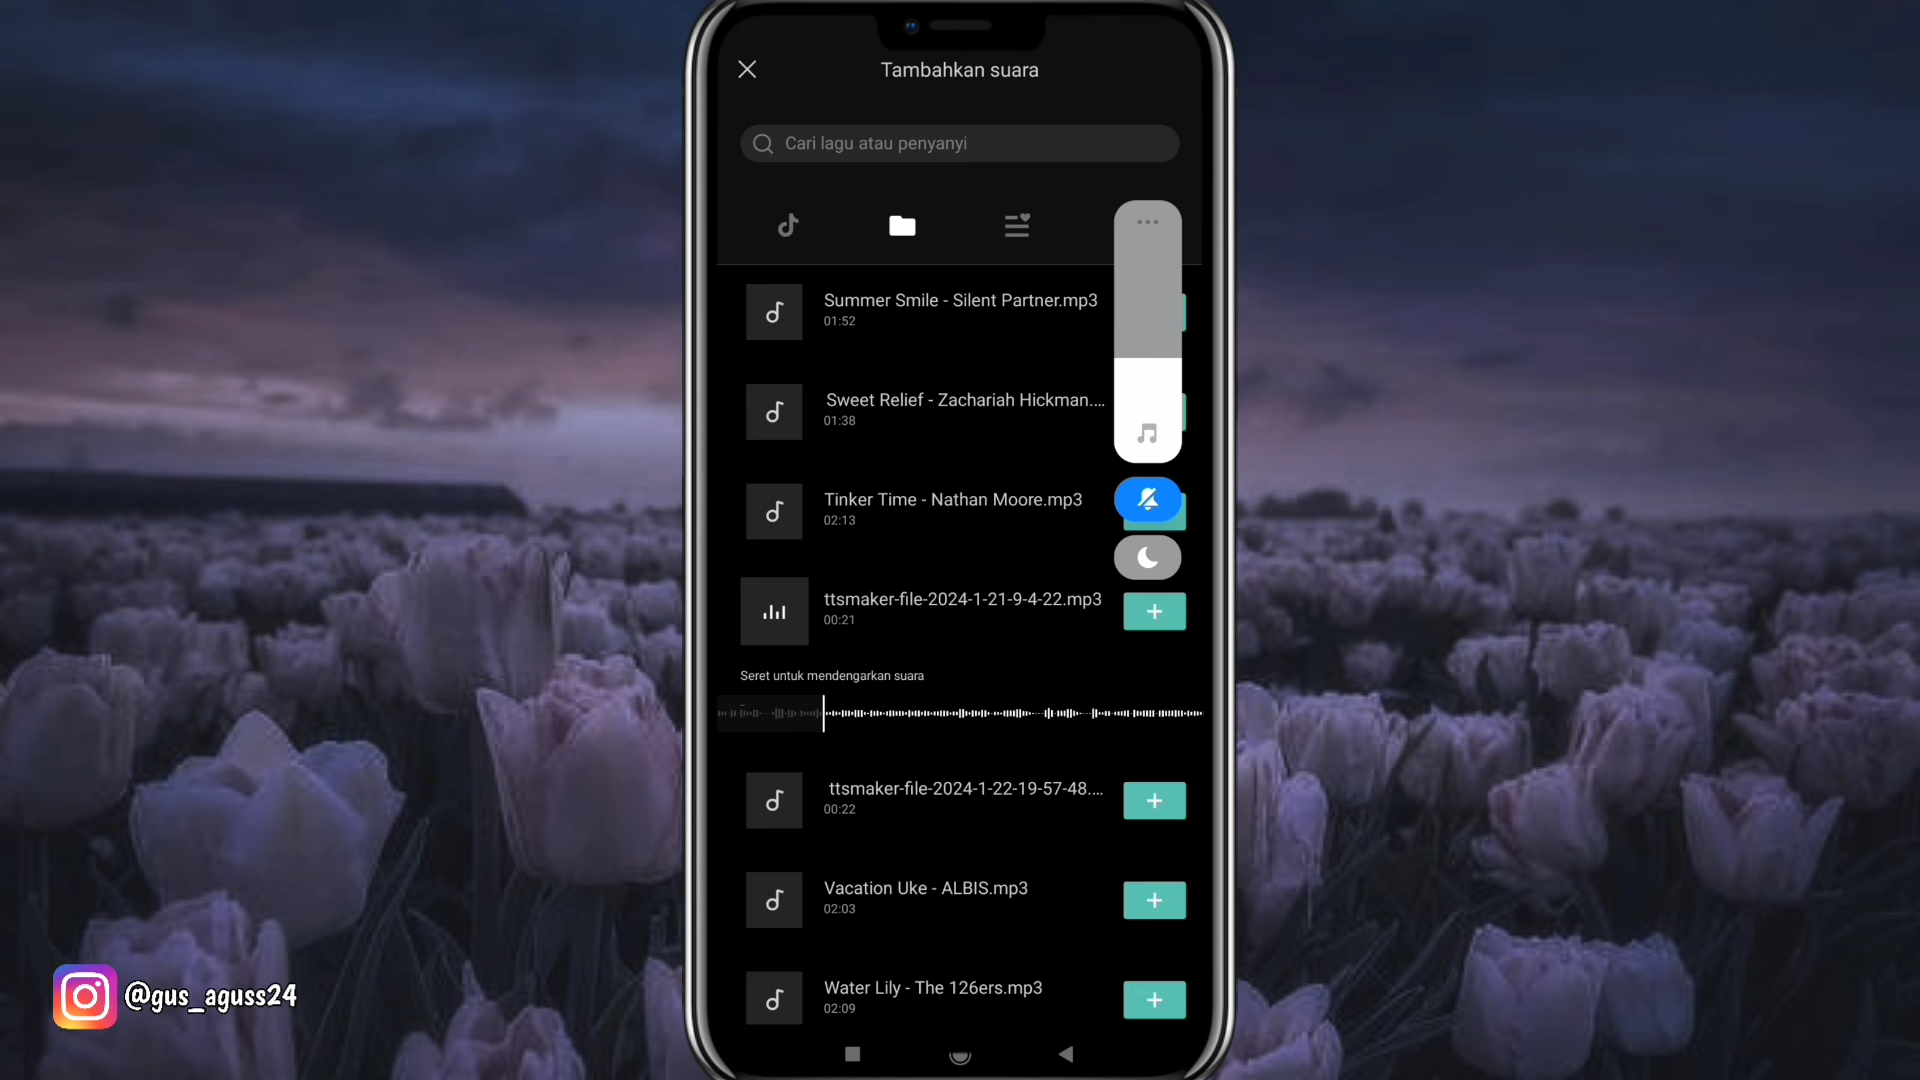 Tambahkan suara
Cari lagu atau penyanyi
Summer Smile - Silent Partner.mp3
01:52
Sweet Relief - Zachariah Hickman....
01:38
Tinker Time - Nathan Moore.mp3
02:13
ttsmaker-file-2024-1-21-9-4-22.mp3
00:21
Seret untuk mendengarkan suara
ttsmaker-file-2024-1-22-19-57-48....
00:22
Vacation Uke - ALBIS.mp3
02:03
Water Lily - The 126ers.mp3
02:09
@gus_aguss24